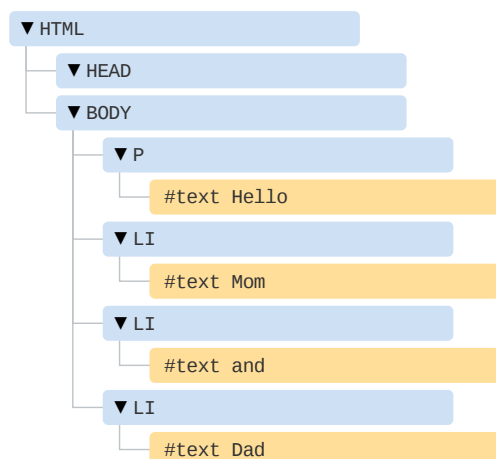 ▼ HTML
▼ HEAD
▼ BODY
▼ P
#text Hello
▼ LI
#text Mom
▼ LI
#text and
▼ LI
#text Dad